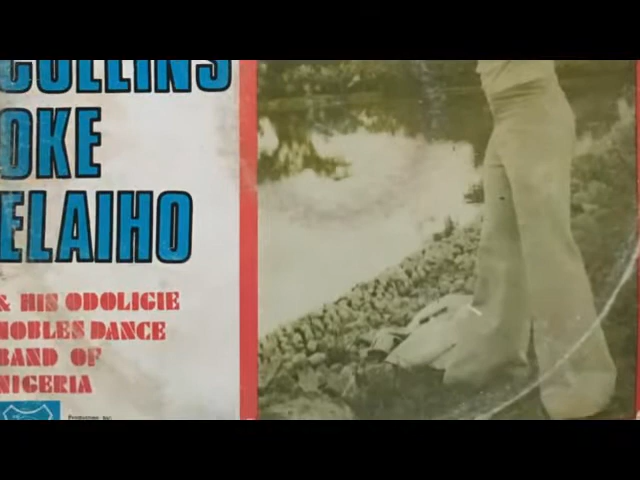 COLLINS
OKE
ELAIHO
& HIS ODOLIGIE
NOBLES DANCE
BAND OF
NIGERIA